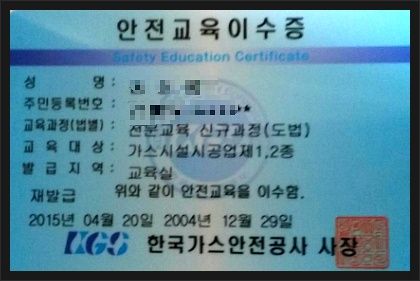 안전교육이수증
Safety Education Certificate
성 명 :
주민등록번호 :
교육과정(법별) : 전문교육 신규과정(도법)
교 육 대 상 : 가스시설시공업제1,2종
발 급 지 역 : 교육실
재발급 위와 같이 안전교육을 이수함.
2015년 04월 20일 2004년 12월 29일
KGS 한국가스안전공사 사장